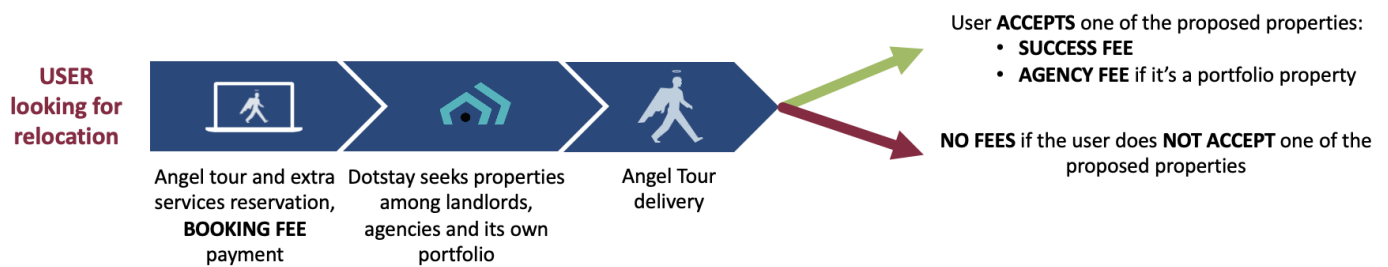 USER
looking for
relocation
Angel tour and extra
services reservation,
BOOKING FEE
payment
Dotstay seeks properties
among landlords,
agencies and its own
portfolio
Angel Tour
delivery
User ACCEPTS one of the proposed properties:
• SUCCESS FEE
• AGENCY FEE if it's a portfolio property
NO FEES if the user does NOT ACCEPT one of the
proposed properties